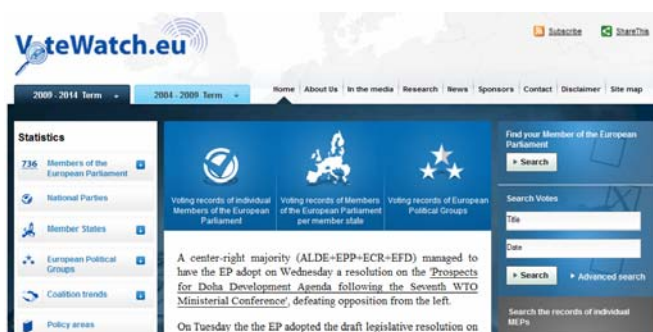 VoteWatch.eu
Subscribe
ShareThis
2009 - 2014 Term
2004 - 2009 Term
Home About Us In the media Research News Sponsors Contact Disclaimer Site map
Statistics
736 Members of the
European Parliament
National Parties
Member States
European Political
Groups
Coalition trends
Policy areas
Voting records of individual
Members of the European
Parliament
Voting records of Members
of the European Parliament
per member state
Voting records of European
Political Groups
A center-right majority (ALDE+EPP+ECR+EFD) managed to
have the EP adopt on Wednesday a resolution on the 'Prospects
for Doha Development Agenda following the Seventh WTO
Ministerial Conference', defeating opposition from the left.
On Tuesday the the EP adopted the draft legislative resolution on
Find your Member of the European
Parliament
Search
Search Votes
Title
Date
Search
Advanced search
Search the records of individual
MEPs